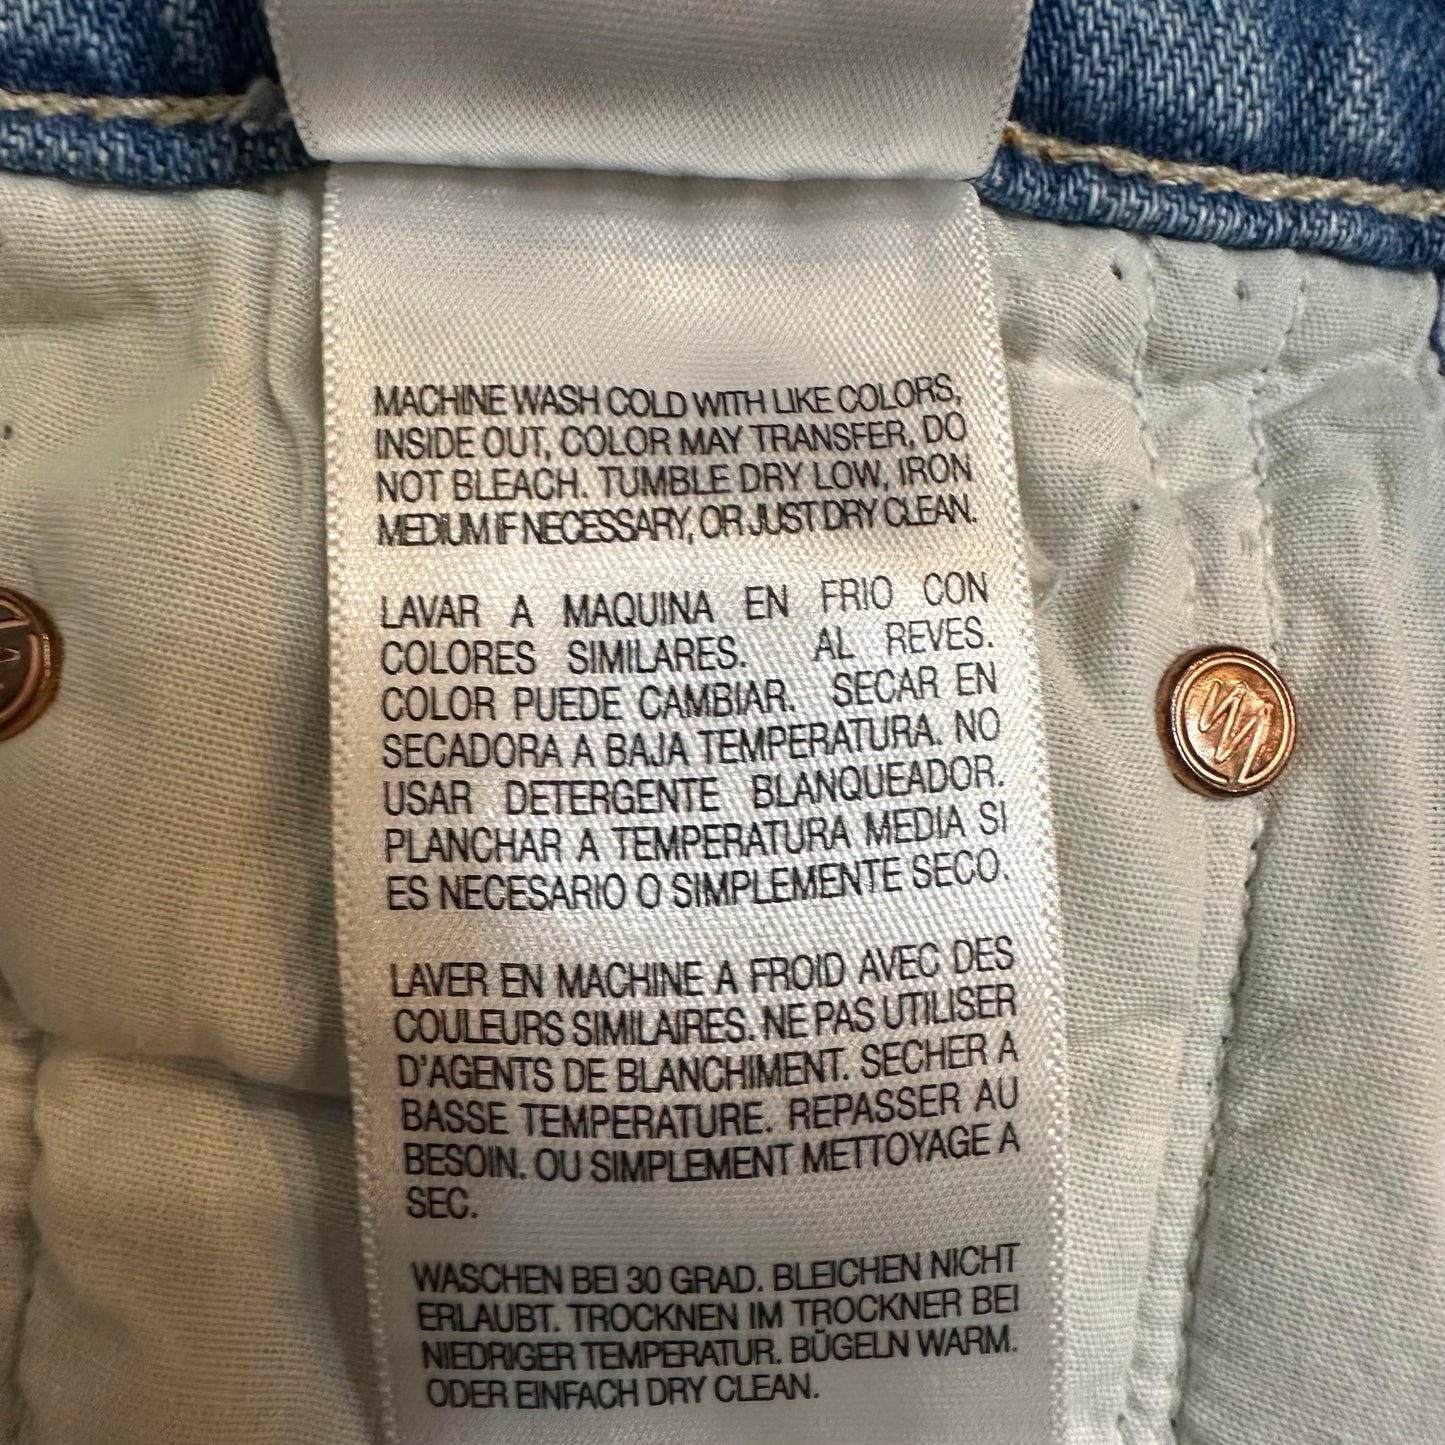 MACHINE WASH COLD WITH LIKE COLORS,
INSIDE OUT, COLOR MAY TRANSFER, DO
NOT BLEACH. TUMBLE DRY LOW, IRON
MEDIUM IF NECESSARY, OR JUST DRY CLEAN.
LAVAR A MAQUINA EN FRIO CON
COLORES SIMILARES. AL REVES.
COLOR PUEDE CAMBIAR. SECAR EN
SECADORA A BAJA TEMPERATURA. NO
USAR DETERGENTE BLANQUEADOR.
PLANCHAR A TEMPERATURA MEDIA SI
ES NECESARIO O SIMPLEMENTE SECO.
LAVER EN MACHINE A FROID AVEC DES
COULEURS SIMILAIRES. NE PAS UTILISER
D'AGENTS DE BLANCHIMENT. SECHER A
BASSE TEMPERATURE. REPASSER AU
BESOIN. OU SIMPLEMENT METTOYAGE A
SEC.
WASCHEN BEI 30 GRAD. BLEICHEN NICHT
ERLAUBT. TROCKNEN IM TROCKNER BEI
NIEDRIGER TEMPERATUR. BÜGELN WARM.
ODER EINFACH DRY CLEAN.